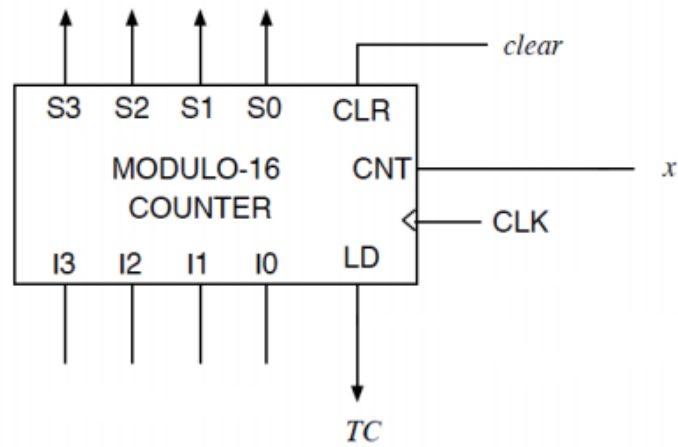 clear
S3 S2 S1 S0 CLR
MODULO-16 CNT x
COUNTER
CLK
I3 I2 I1 I0 LD
TC